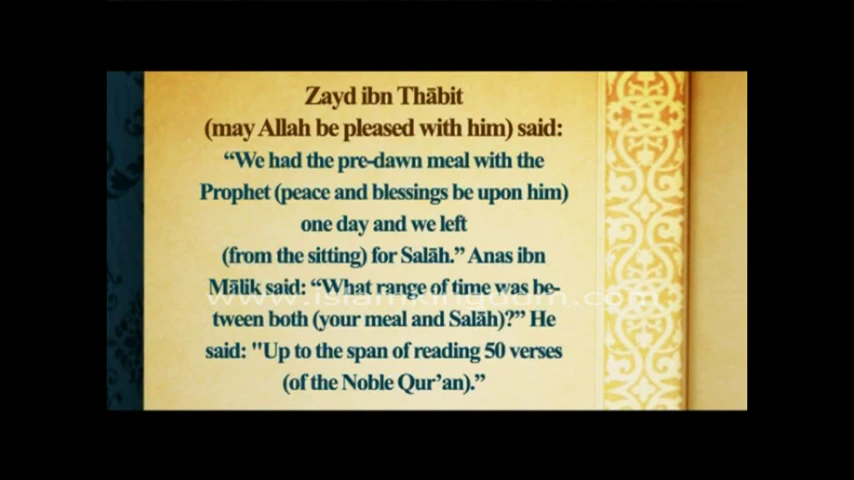 Zayd ibn Thābit
(may Allah be pleased with him) said:
“We had the pre-dawn meal with the
Prophet (peace and blessings be upon him)
one day and we left
(from the sitting) for Salāh.” Anas ibn
Mālik said: “What range of time was be-
www.islamkingdom.com
tween both (your meal and Salāh)?” He
said: "Up to the span of reading 50 verses
(of the Noble Qur’an).”